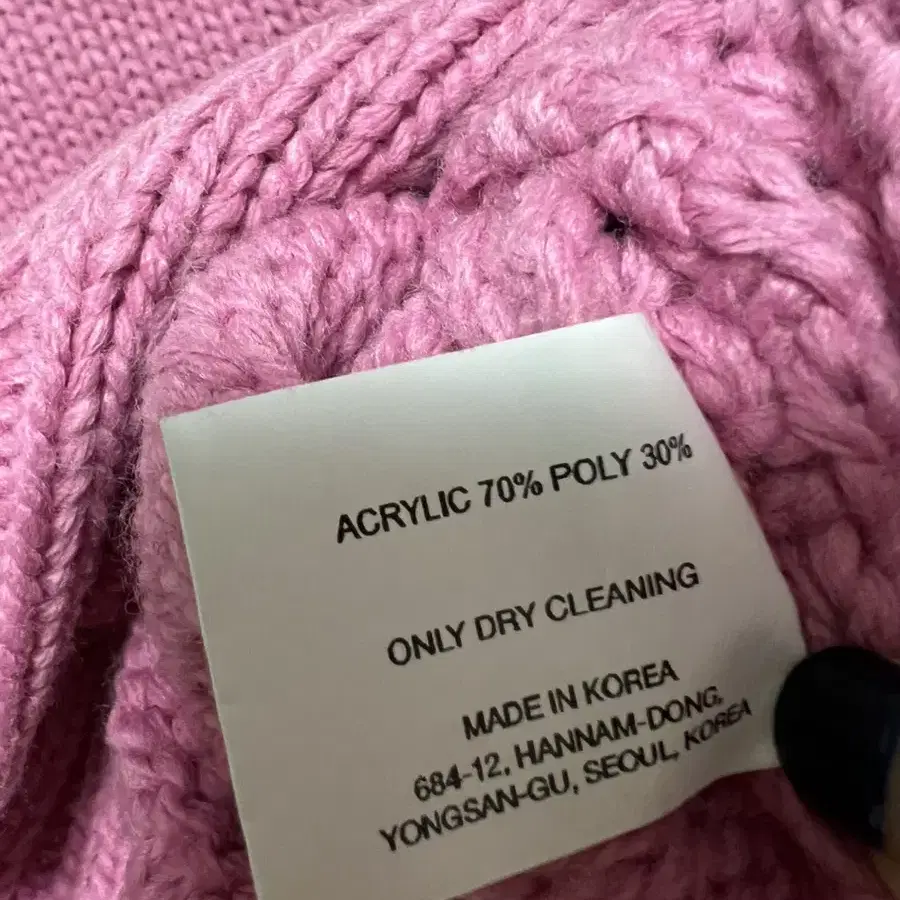 ACRYLIC 70% POLY 30%
ONLY DRY CLEANING
MADE IN KOREA
684-12, HANNAM-DONG,
YONGSAN-GU, SEOUL, KOREA